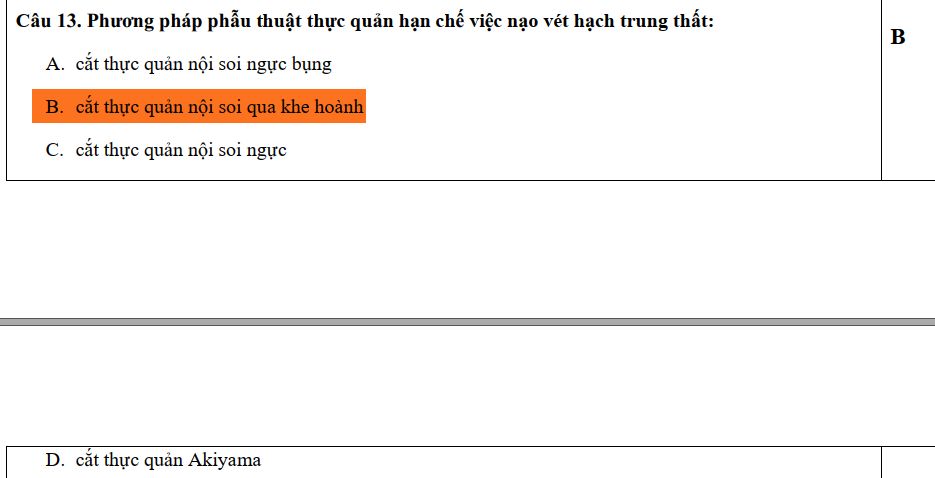 Câu 13. Phương pháp phẫu thuật thực quản hạn chế việc nạo vét hạch trung thất:
B
A. cắt thực quản nội soi ngực bụng
B. cắt thực quản nội soi qua khe hoành
C. cắt thực quản nội soi ngực
D. cắt thực quản Akiyama